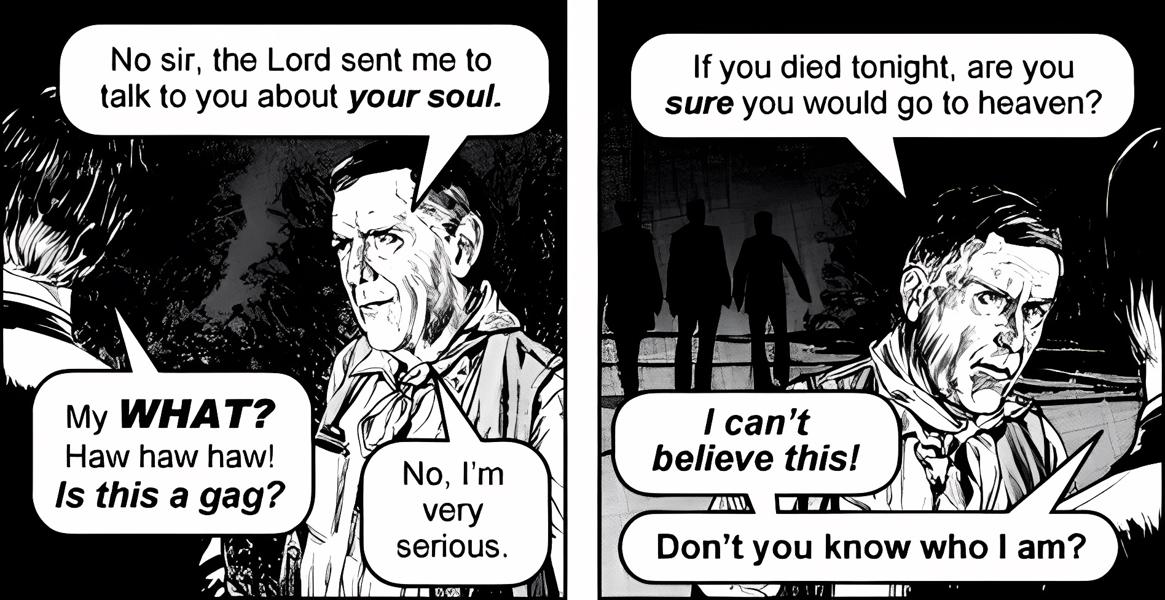 No sir, the Lord sent me to
talk to you about your soul.
My WHAT?
Haw haw haw!
Is this a gag?
No, I'm
very
serious.
If you died tonight, are you
sure you would go to heaven?
I can't
believe this!
Don't you know who I am?